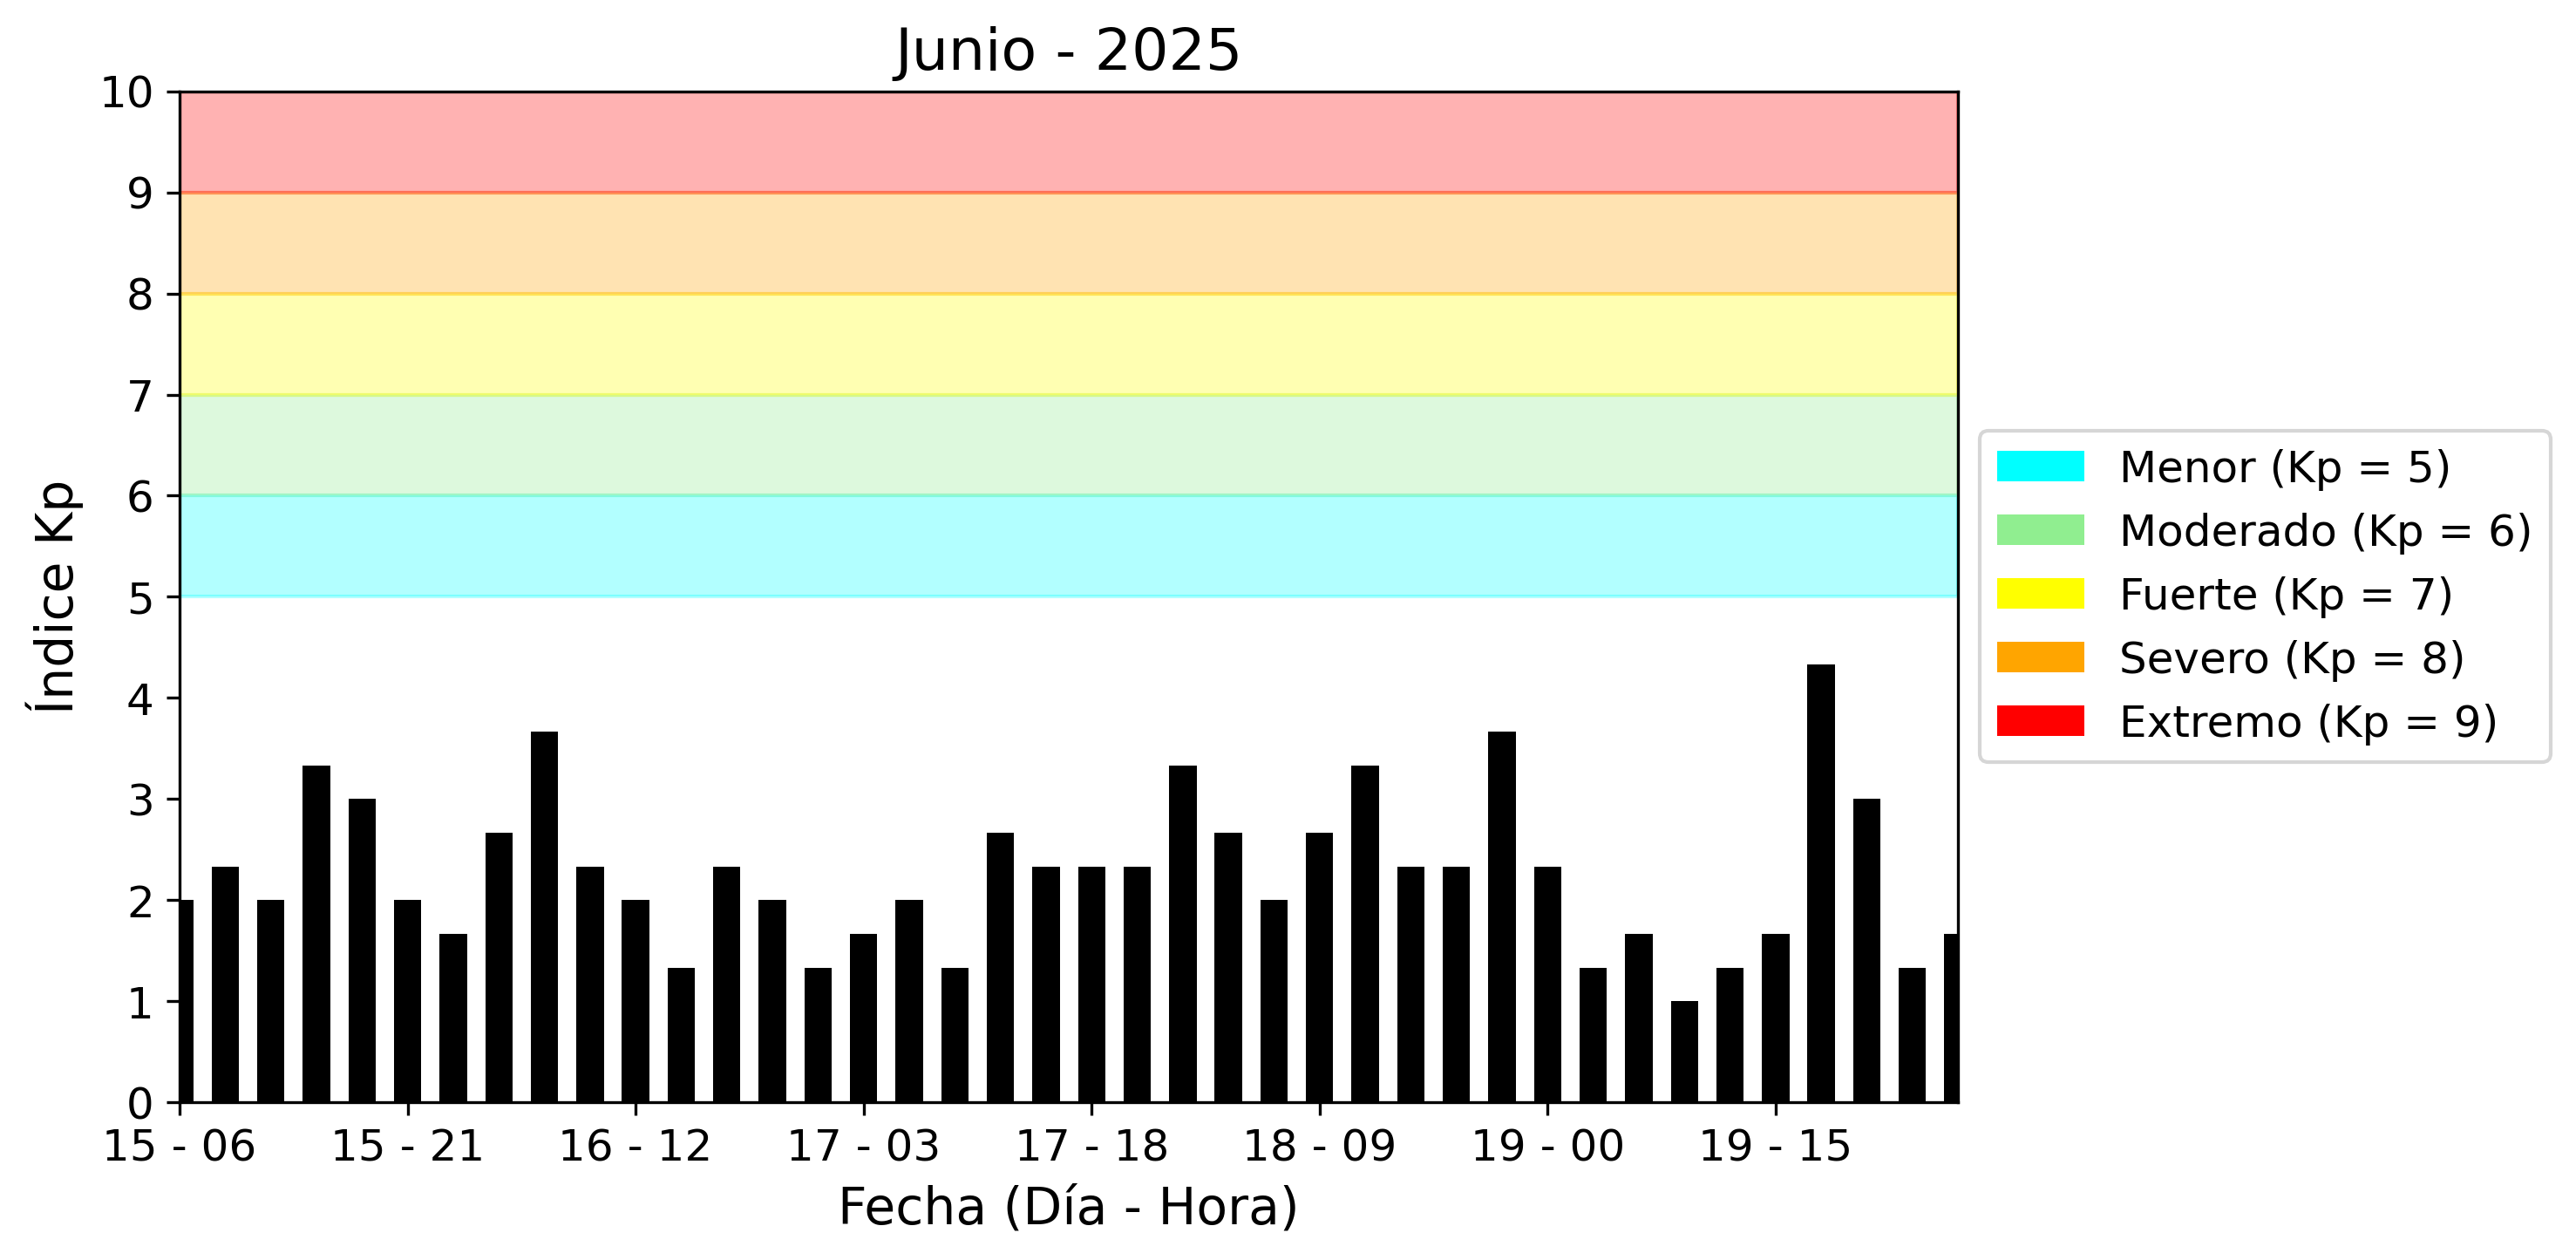 Junio - 2025
10
9
8
7
6
5
4
3
2
1
0
Índice Kp
15 - 06 15 - 21 16 - 12 17 - 03 17 - 18 18 - 09 19 - 00 19 - 15
Fecha (Día - Hora)
Menor (Kp = 5)
Moderado (Kp = 6)
Fuerte (Kp = 7)
Severo (Kp = 8)
Extremo (Kp = 9)